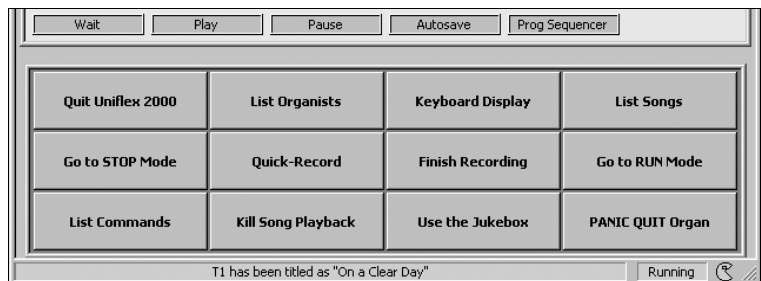 Wait Play Pause Autosave Prog Sequencer
Quit Uniflex 2000 List Organists Keyboard Display List Songs
Go to STOP Mode Quick-Record Finish Recording Go to RUN Mode
List Commands Kill Song Playback Use the Jukebox PANIC QUIT Organ
T1 has been titled as "On a Clear Day" Running